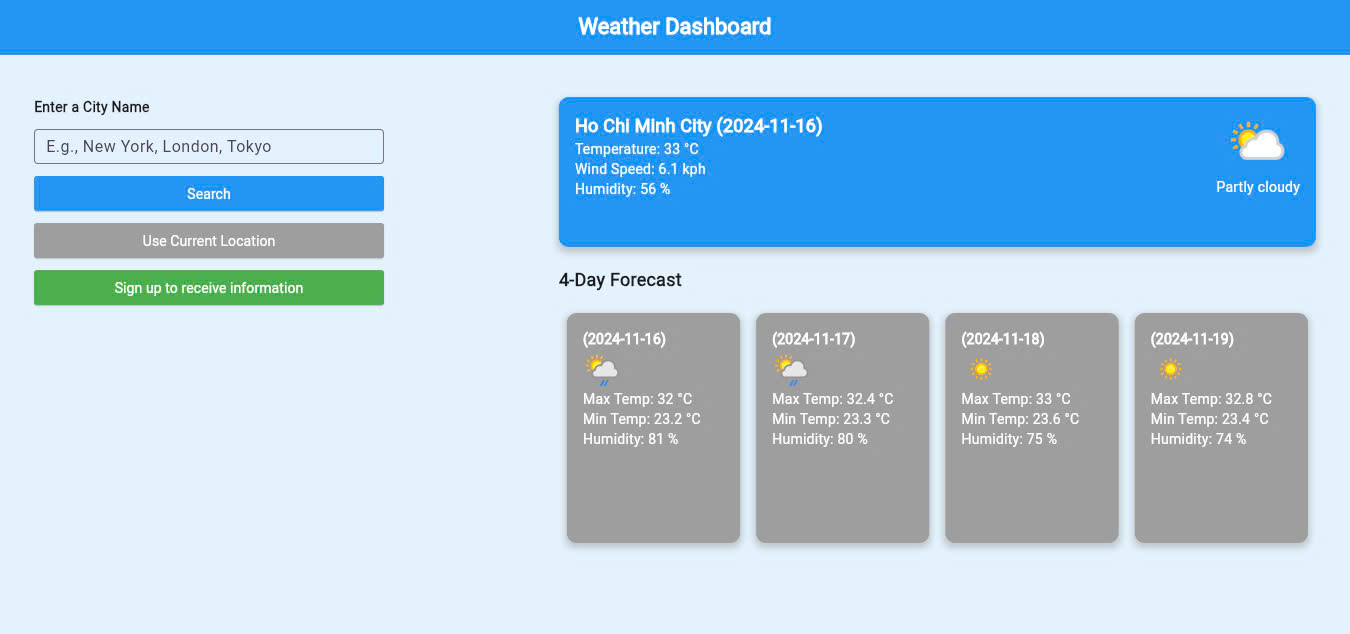 Weather Dashboard
Enter a City Name
E.g., New York, London, Tokyo
Search
Use Current Location
Sign up to receive information
Ho Chi Minh City (2024-11-16)
Temperature: 33 °C
Wind Speed: 6.1 kph
Humidity: 56 %
Partly cloudy
4-Day Forecast
(2024-11-16)
Max Temp: 32 °C
Min Temp: 23.2 °C
Humidity: 81 %
(2024-11-17)
Max Temp: 32.4 °C
Min Temp: 23.3 °C
Humidity: 80 %
(2024-11-18)
Max Temp: 33 °C
Min Temp: 23.6 °C
Humidity: 75 %
(2024-11-19)
Max Temp: 32.8 °C
Min Temp: 23.4 °C
Humidity: 74 %